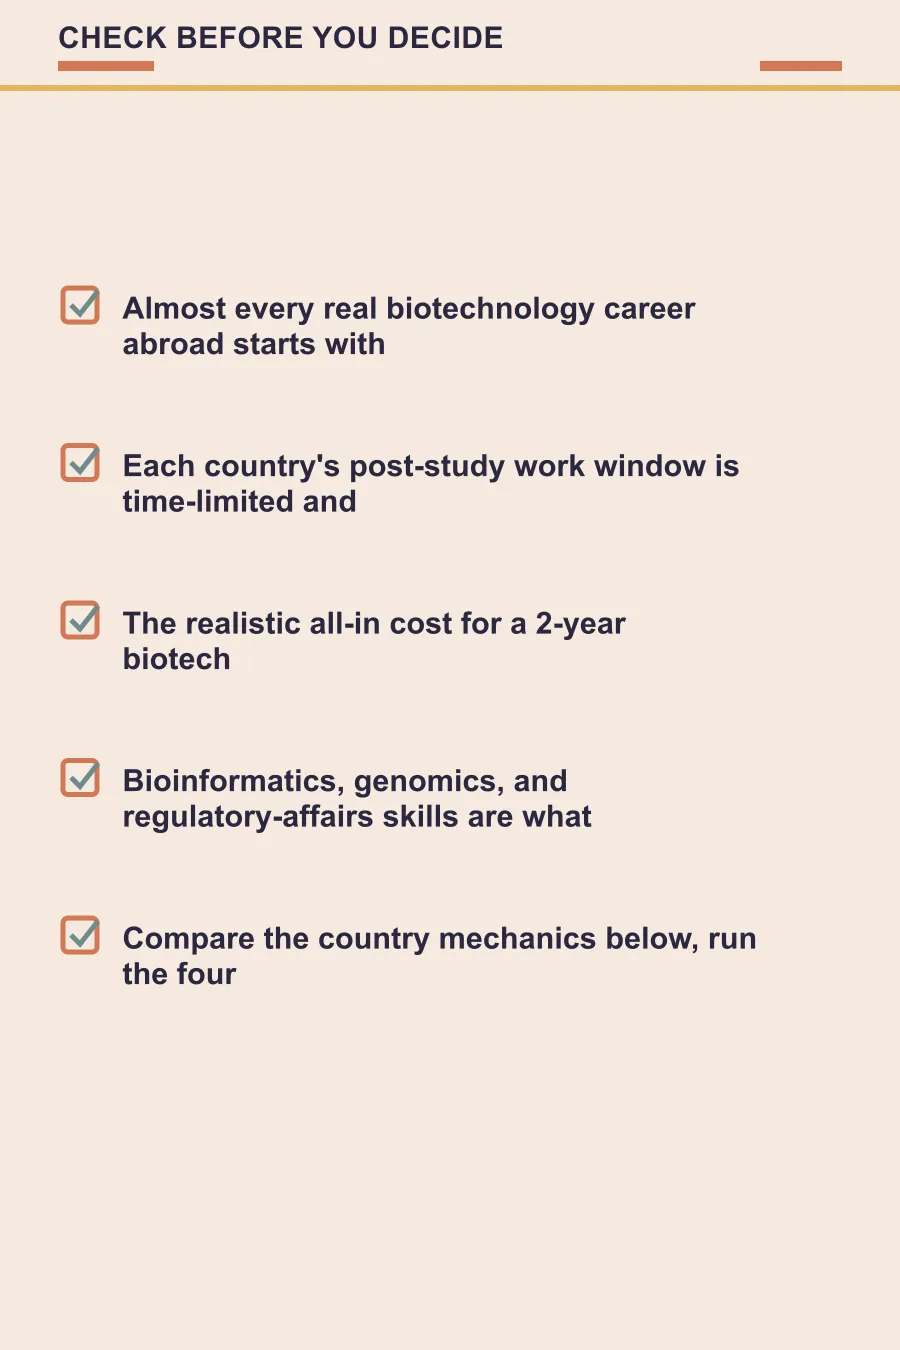 CHECK BEFORE YOU DECIDE
Almost every real biotechnology career
abroad starts with
Each country's post-study work window is
time-limited and
The realistic all-in cost for a 2-year
biotech
Bioinformatics, genomics, and
regulatory-affairs skills are what
Compare the country mechanics below, run
the four